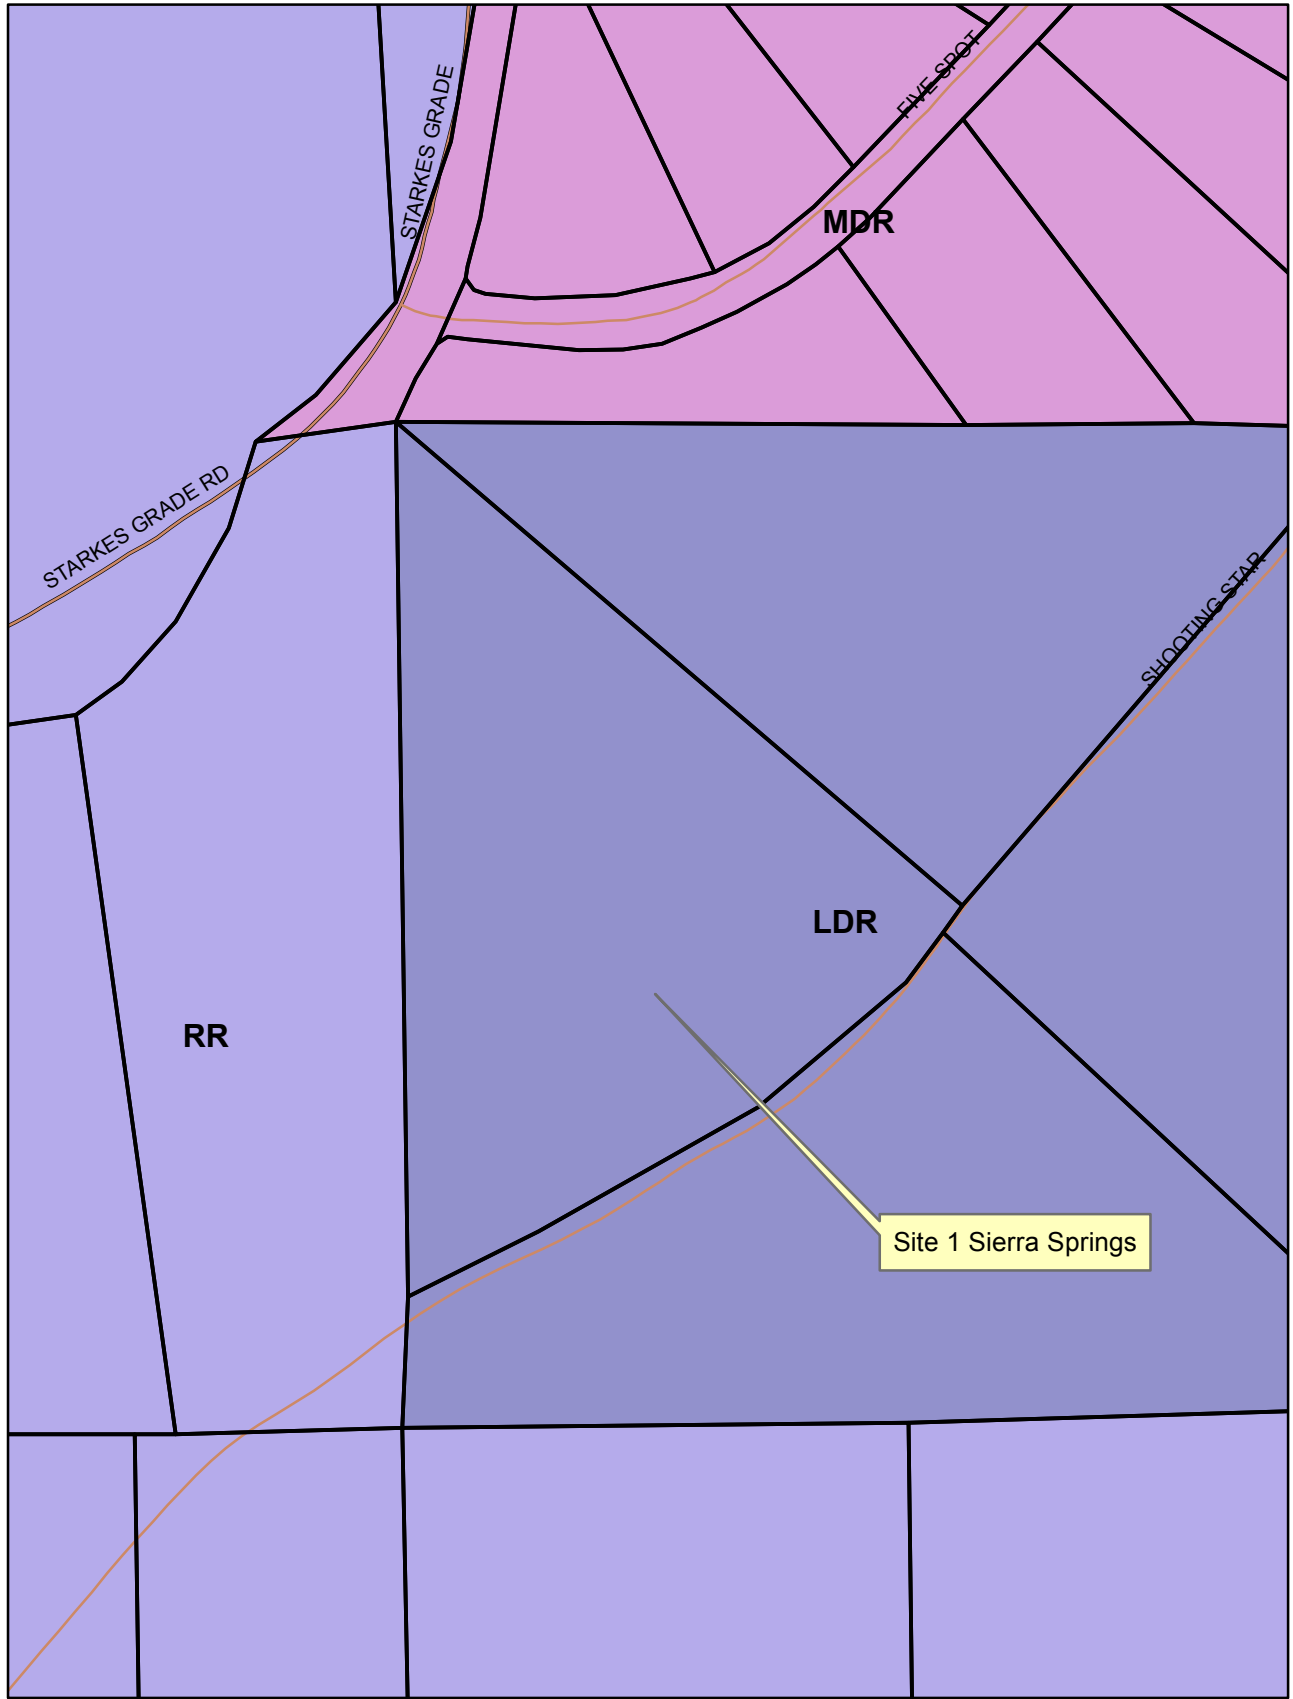 FIVE SPOT
STARKES GRADE
MDR
STARKES GRADE RD
SHOOTING STAR
LDR
RR
Site 1 Sierra Springs